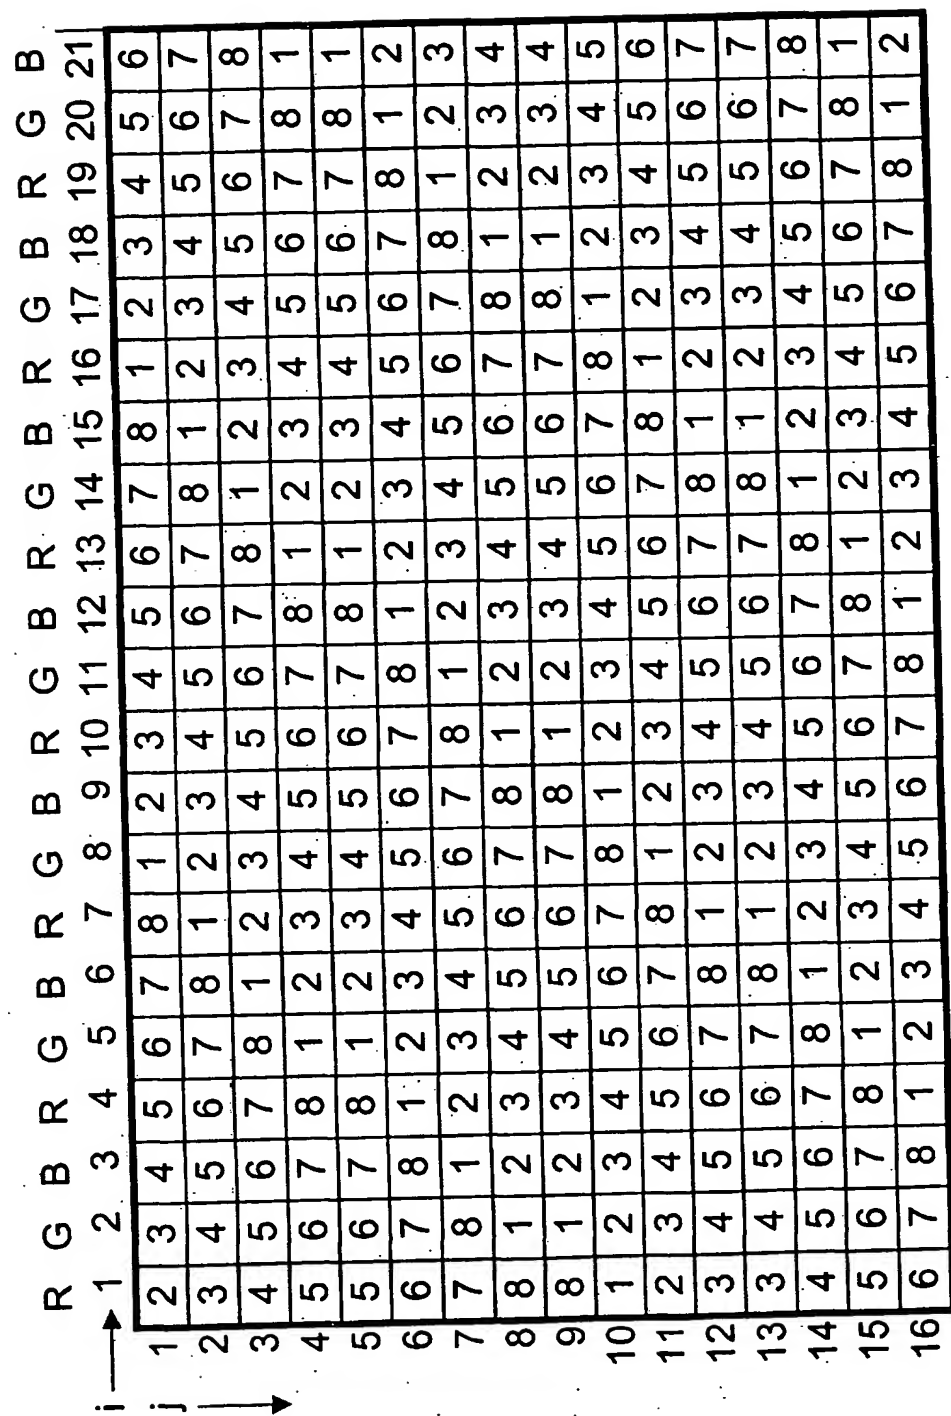 R G B R G B R G B R G B R G B R G B R G B
i 1 2 3 4 5 6 7 8 9 10 11 12 13 14 15 16 17 18 19 20 21
j
1 2 3 4 5 6 7 8 1 2 3 4 5 6 7 8 1 2 3 4 5 6
2 3 4 5 6 7 8 1 2 3 4 5 6 7 8 1 2 3 4 5 6 7
3 4 5 6 7 8 1 2 3 4 5 6 7 8 1 2 3 4 5 6 7 8
4 5 6 7 8 1 2 3 4 5 6 7 8 1 2 3 4 5 6 7 8 1
5 5 6 7 8 1 2 3 4 5 6 7 8 1 2 3 4 5 6 7 8 1
6 6 7 8 1 2 3 4 5 6 7 8 1 2 3 4 5 6 7 8 1 2
7 7 8 1 2 3 4 5 6 7 8 1 2 3 4 5 6 7 8 1 2 3
8 8 1 2 3 4 5 6 7 8 1 2 3 4 5 6 7 8 1 2 3 4
9 8 1 2 3 4 5 6 7 8 1 2 3 4 5 6 7 8 1 2 3 4
10 1 2 3 4 5 6 7 8 1 2 3 4 5 6 7 8 1 2 3 4 5
11 2 3 4 5 6 7 8 1 2 3 4 5 6 7 8 1 2 3 4 5 6
12 3 4 5 6 7 8 1 2 3 4 5 6 7 8 1 2 3 4 5 6 7
13 3 4 5 6 7 8 1 2 3 4 5 6 7 8 1 2 3 4 5 6 7
14 4 5 6 7 8 1 2 3 4 5 6 7 8 1 2 3 4 5 6 7 8
15 5 6 7 8 1 2 3 4 5 6 7 8 1 2 3 4 5 6 7 8 1
16 6 7 8 1 2 3 4 5 6 7 8 1 2 3 4 5 6 7 8 1 2